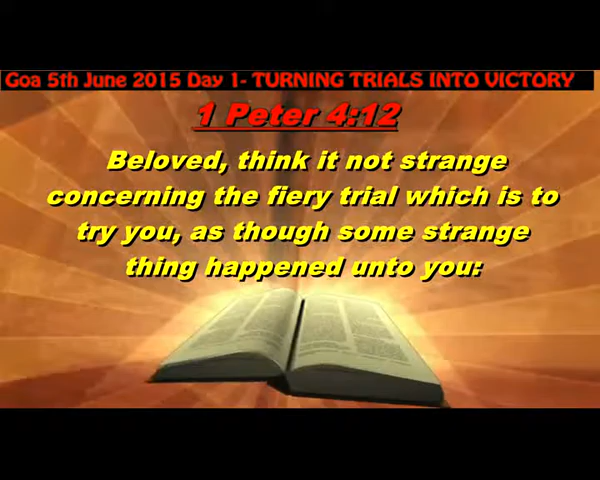 Goa 5th June 2015 Day 1- TURNING TRIALS INTO VICTORY
1 Peter 4:12
Beloved, think it not strange
concerning the fiery trial which is to
try you, as though some strange
thing happened unto you: